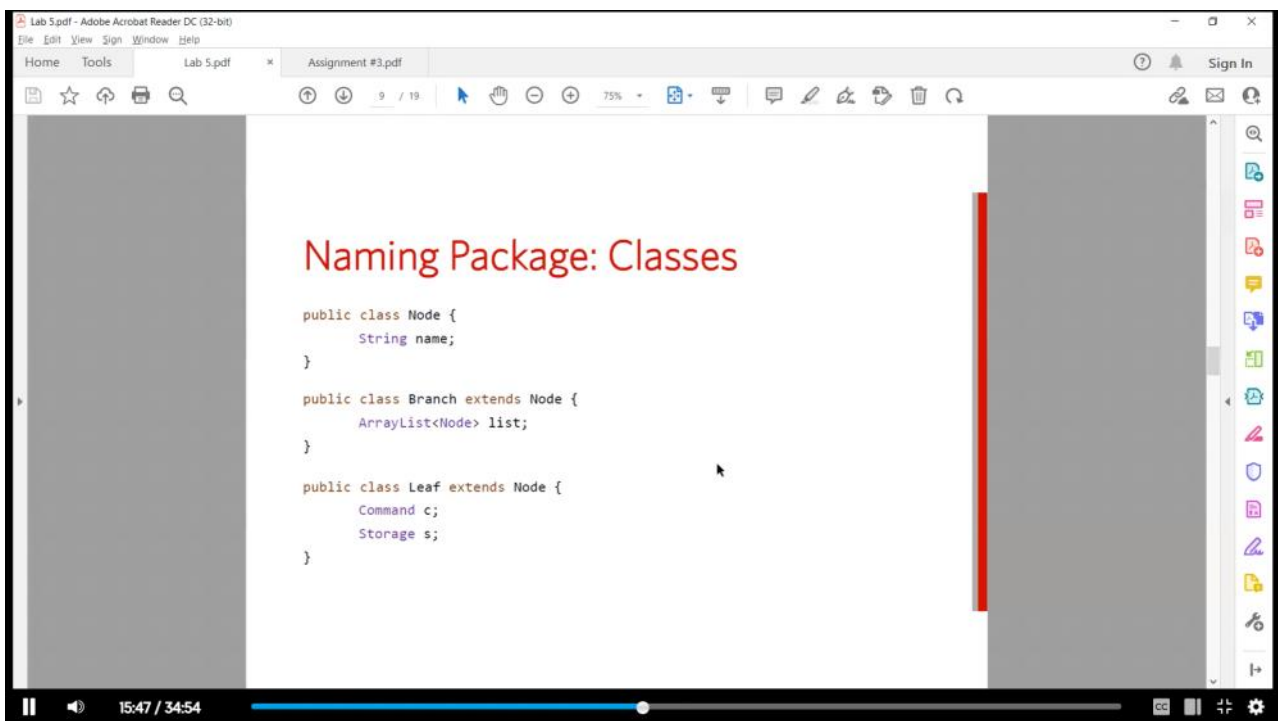 Lab 5.pdf - Adobe Acrobat Reader DC (32-bit)
File Edit View Sign Window Help
Home Tools Lab 5.pdf × Assignment #3.pdf Sign In
9 / 19 75%
Naming Package: Classes
public class Node {
String name;
}
public class Branch extends Node {
ArrayList<Node> list;
}
public class Leaf extends Node {
Command c;
Storage s;
}
15:47 / 34:54 CC